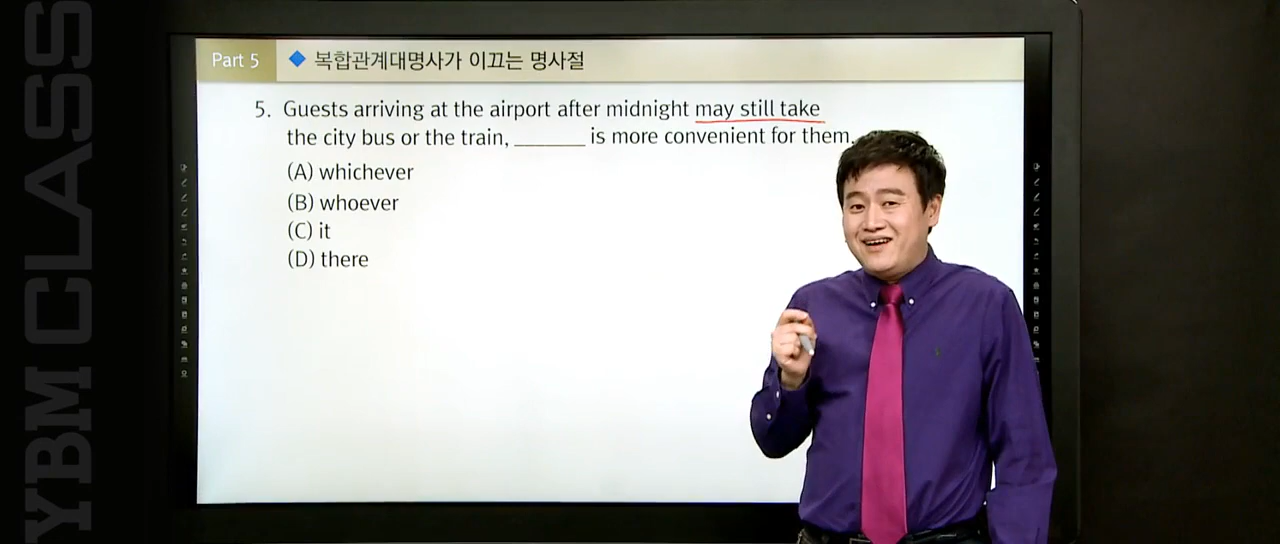 YBM CLASS
Part 5 ◆ 복합관계대명사가 이끄는 명사절
5. Guests arriving at the airport after midnight may still take
the city bus or the train, ______ is more convenient for them.
(A) whichever
(B) whoever
(C) it
(D) there